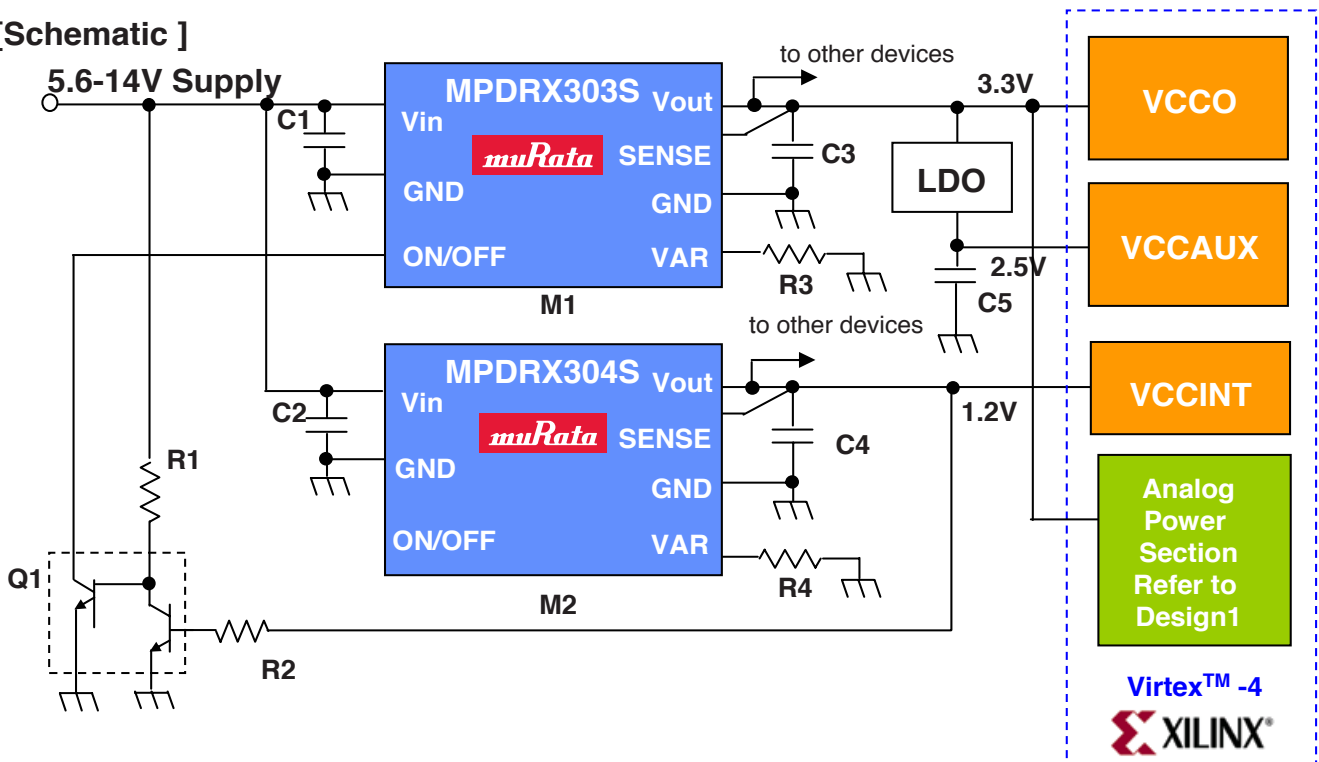 [Schematic ]
5.6-14V Supply
to other devices
C1
MPDRX303S
Vin
Vout
muRata
SENSE
GND
GND
ON/OFF
VAR
M1
C3
R3
3.3V
LDO
2.5V
C5
VCCO
VCCAUX
to other devices
C2
MPDRX304S
Vin
Vout
muRata
SENSE
GND
GND
ON/OFF
VAR
M2
C4
R4
1.2V
VCCINT
R1
Q1
R2
Analog
Power
Section
Refer to
Design1
Virtex™ -4
XILINX®